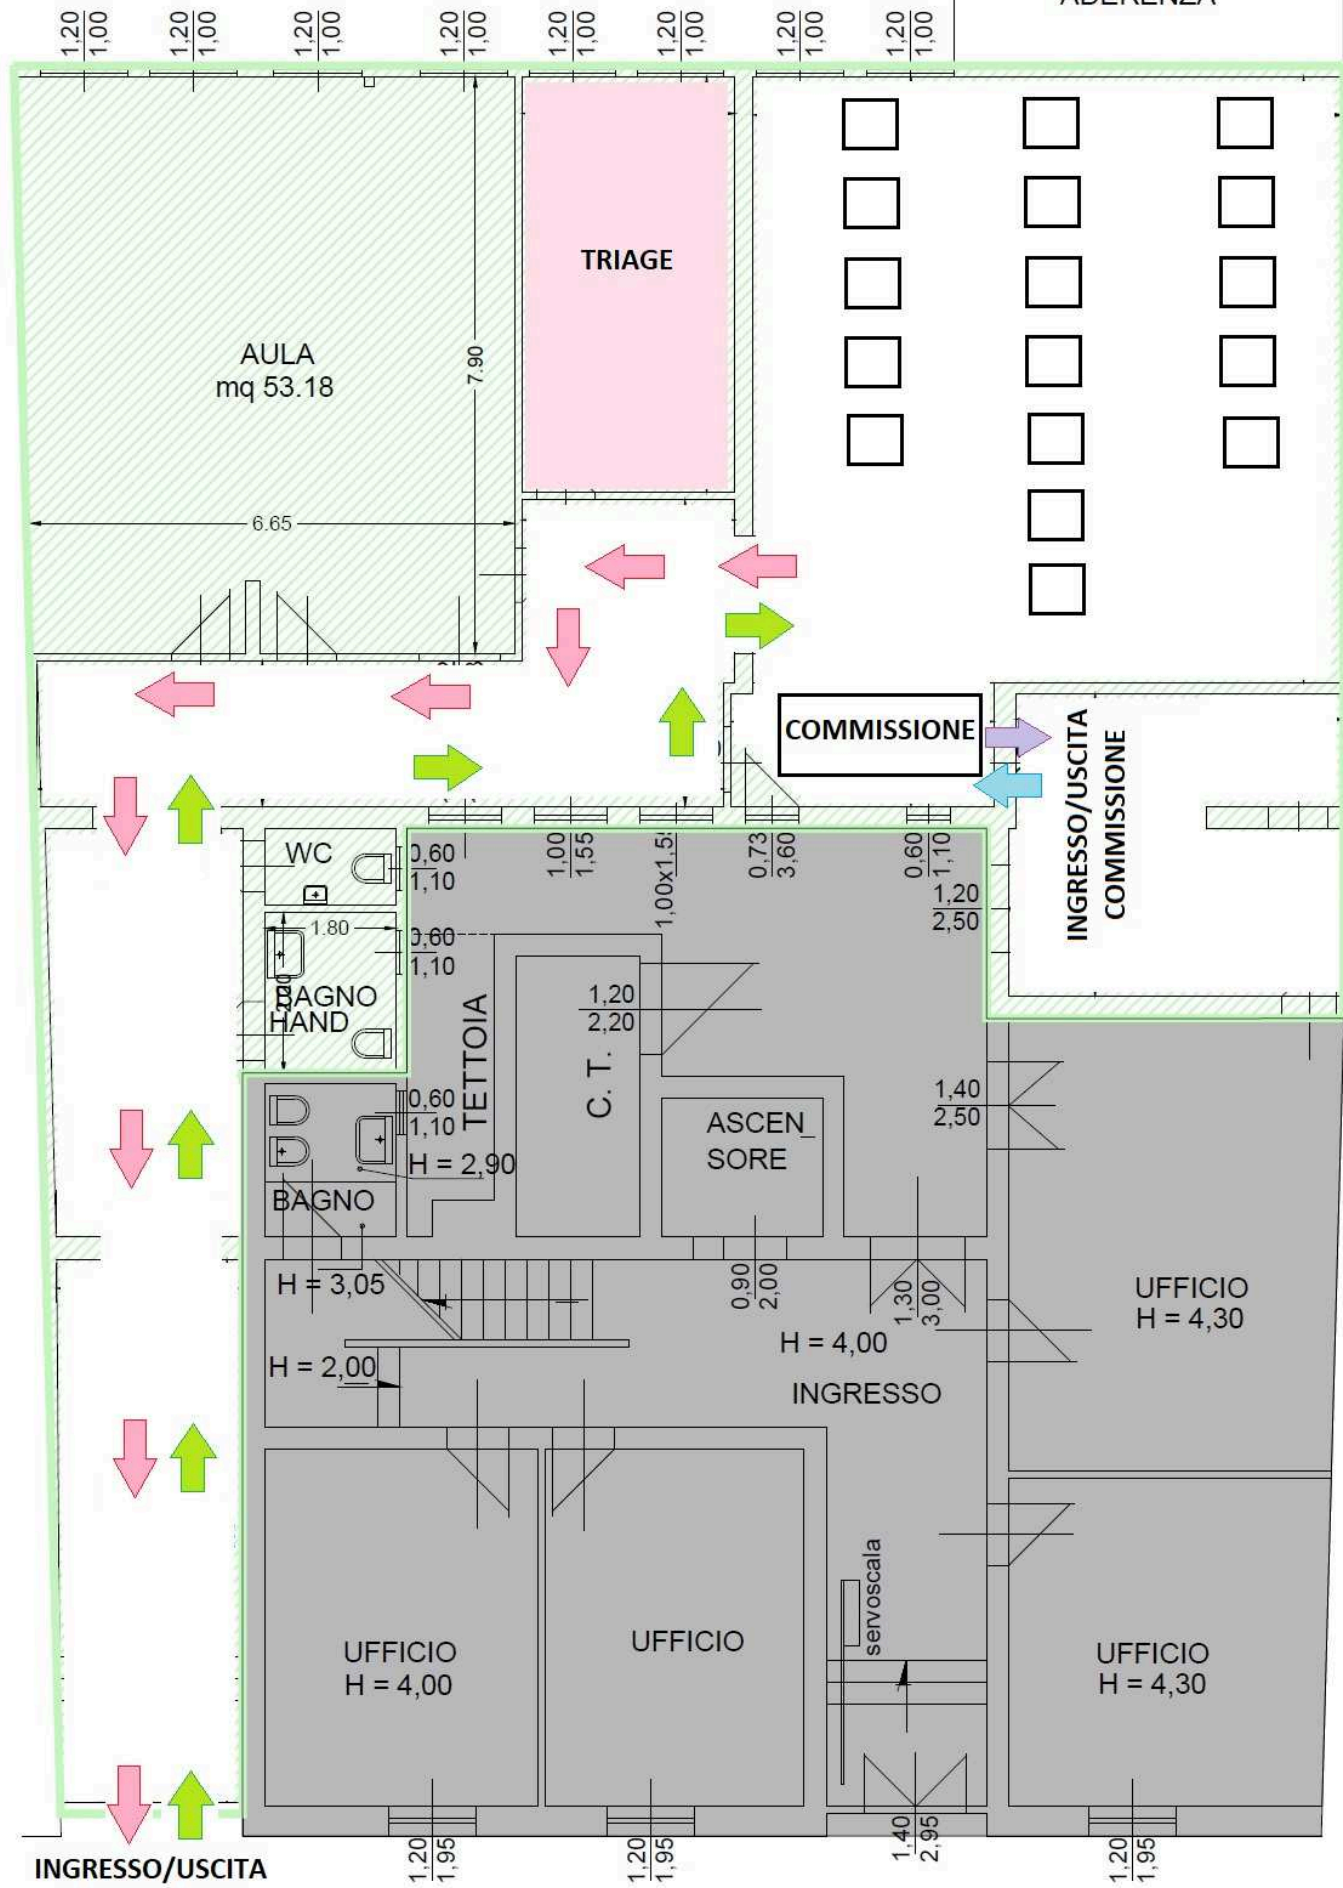 ADERENZA
1,20
1,00
1,20
1,00
1,20
1,00
1,20
1,00
1,20
1,00
1,20
1,00
1,20
1,00
1,20
1,00
TRIAGE
AULA
mq 53.18
7.90
6.65
COMMISSIONE
INGRESSO/USCITA
COMMISSIONE
WC
0,60
1,10
1,00
1,55
1,00x1,5
0,73
3,60
0,60
1,10
1,20
2,50
1.80
0,60
1,10
BAGNO
HAND
TETTOIA
1,20
2,20
C. T.
0,60
1,10
H = 2,90
BAGNO
ASCEN_
SORE
1,40
2,50
H = 3,05
0,90
2,00
1,30
3,00
UFFICIO
H = 4,30
H = 4,00
H = 2,00
INGRESSO
servoscala
UFFICIO
H = 4,00
UFFICIO
UFFICIO
H = 4,30
1,20
1,95
1,20
1,95
1,40
2,95
1,20
1,95
INGRESSO/USCITA